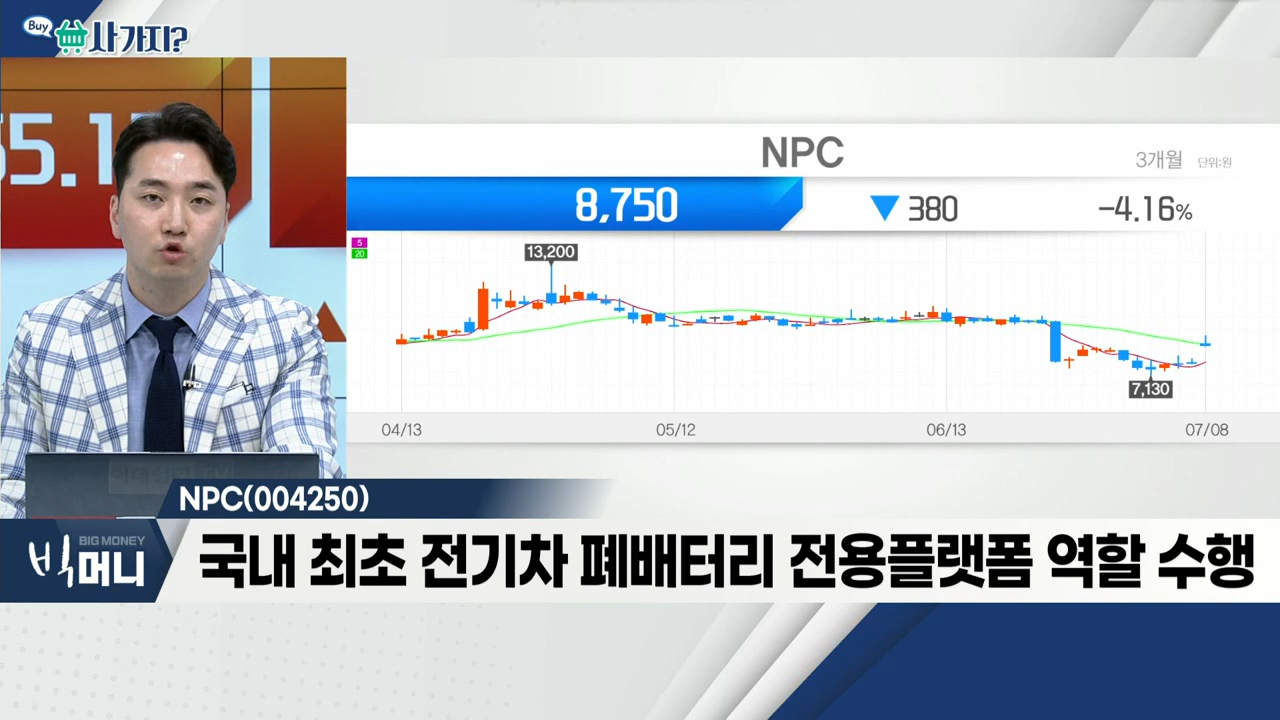 Buy
사가지?
55.1
NPC
3개월 단위:원
8,750 ▼ 380 -4.16%
5
20
13,200
7,130
04/13 05/12 06/13 07/08
NPC(004250)
BIG MONEY
빅머니
국내 최초 전기차 폐배터리 전용플랫폼 역할 수행